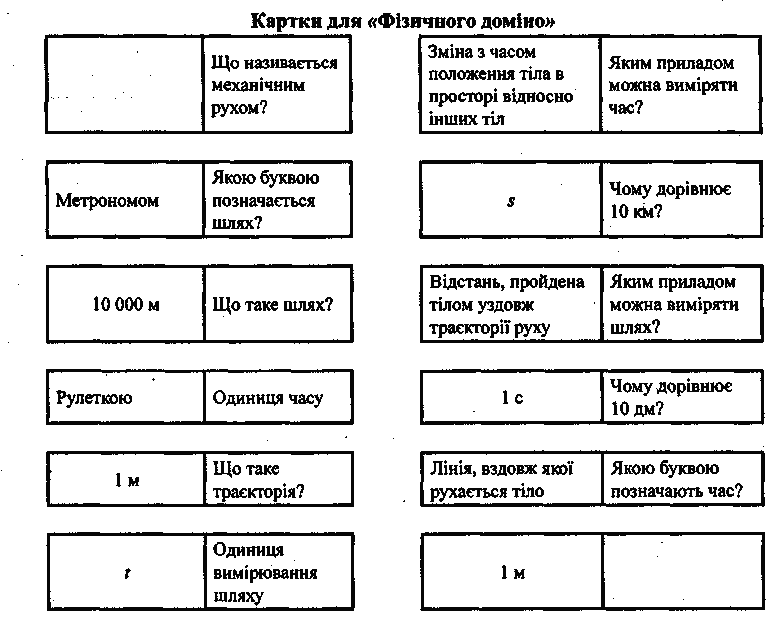 Картки для «Фізичного доміно»
Що називається
механічним
рухом?
Зміна з часом
положення тіла в
просторі відносно
інших тіл
Яким приладом
можна виміряти
час?
Метрономом
Якою буквою
позначається
шлях?
s
Чому дорівнює
10 км?
10 000 м
Що таке шлях?
Відстань, пройдена
тілом уздовж
траєкторії руху
Яким приладом
можна виміряти
шлях?
Рулеткою
Одиниця часу
1 с
Чому дорівнює
10 дм?
1 м
Що таке
траєкторія?
Лінія, вздовж якої
рухається тіло
Якою буквою
позначають час?
t
Одиниця
вимірювання
шляху
1 м